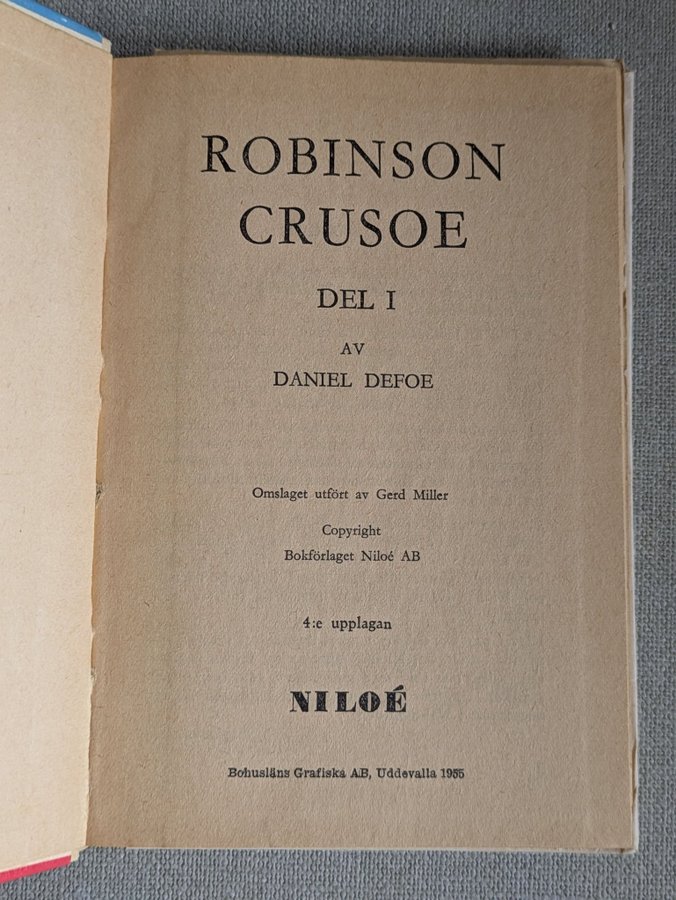 ROBINSON
CRUSOE
DEL I
AV
DANIEL DEFOE
Omslaget utfört av Gerd Miller
Copyright
Bokförlaget Niloé AB
4:e upplagan
NILOÉ
Bohusläns Grafiska AB, Uddevalla 1955